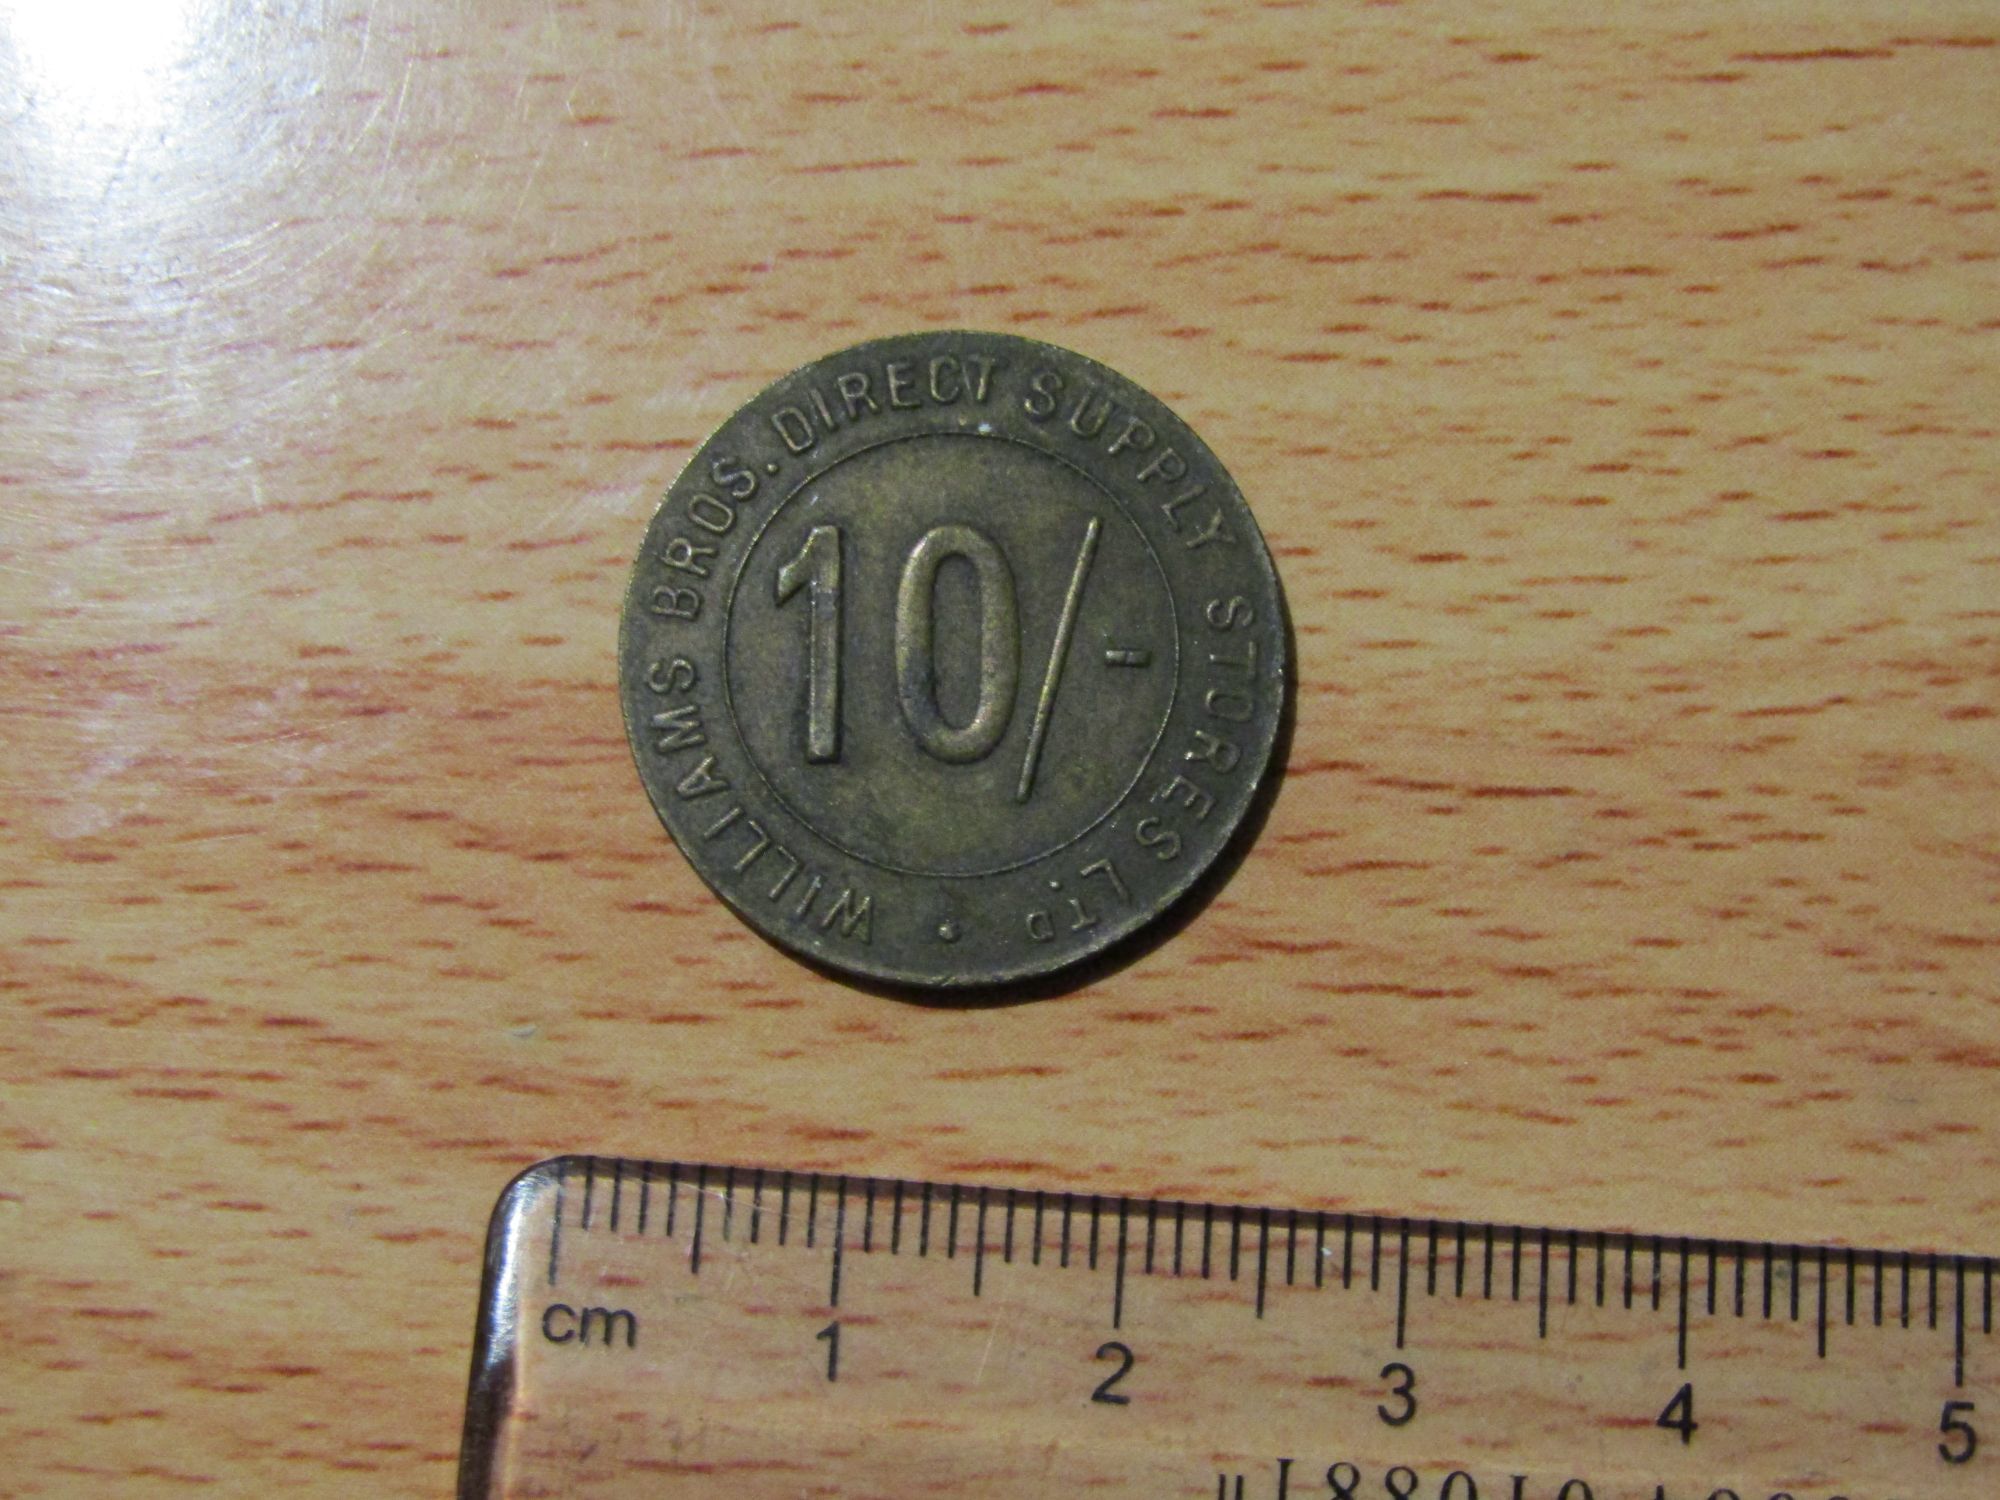 WILLIAMS BROS. DIRECT SUPPLY STORES LTD
10/-
cm 1 2 3 4 5